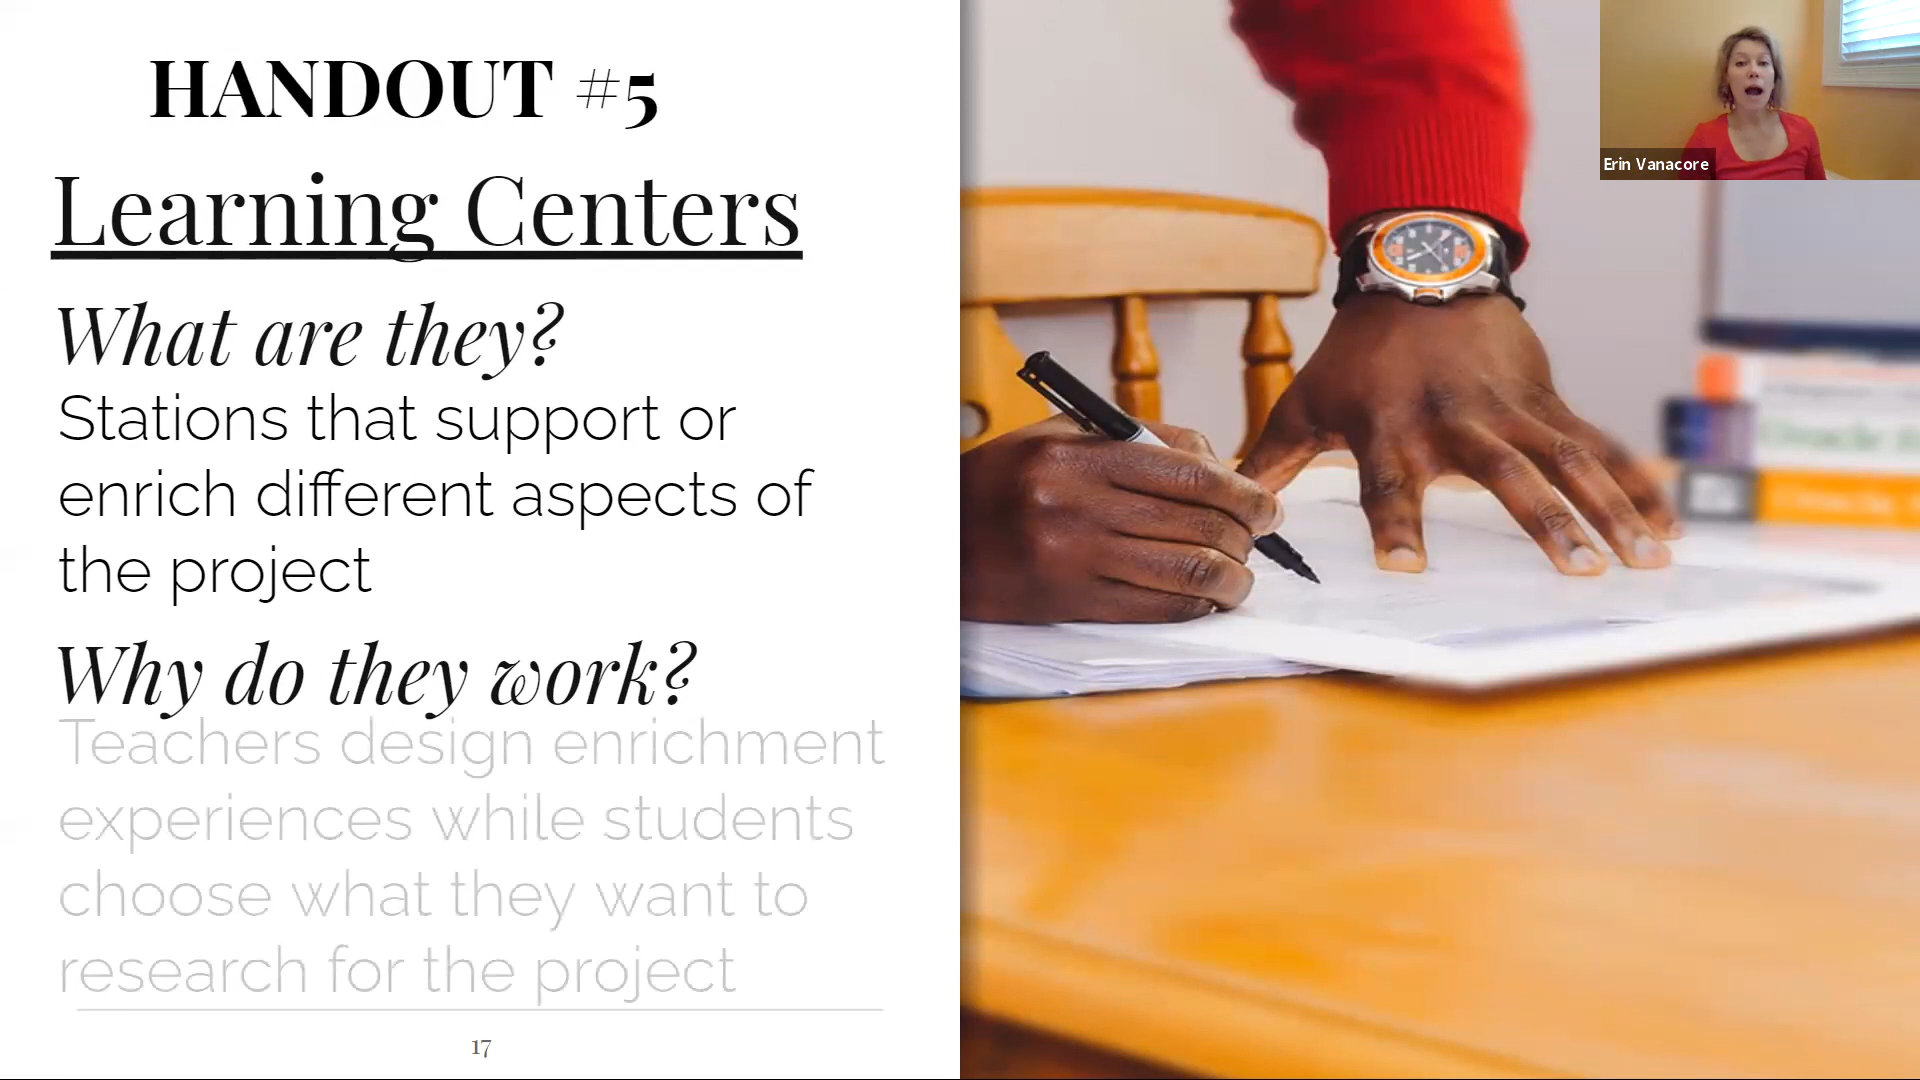 HANDOUT #5
Learning Centers
What are they?
Stations that support or
enrich different aspects of
the project
Why do they work?
Teachers design enrichment
experiences while students
choose what they want to
research for the project
17
Erin Vanacore